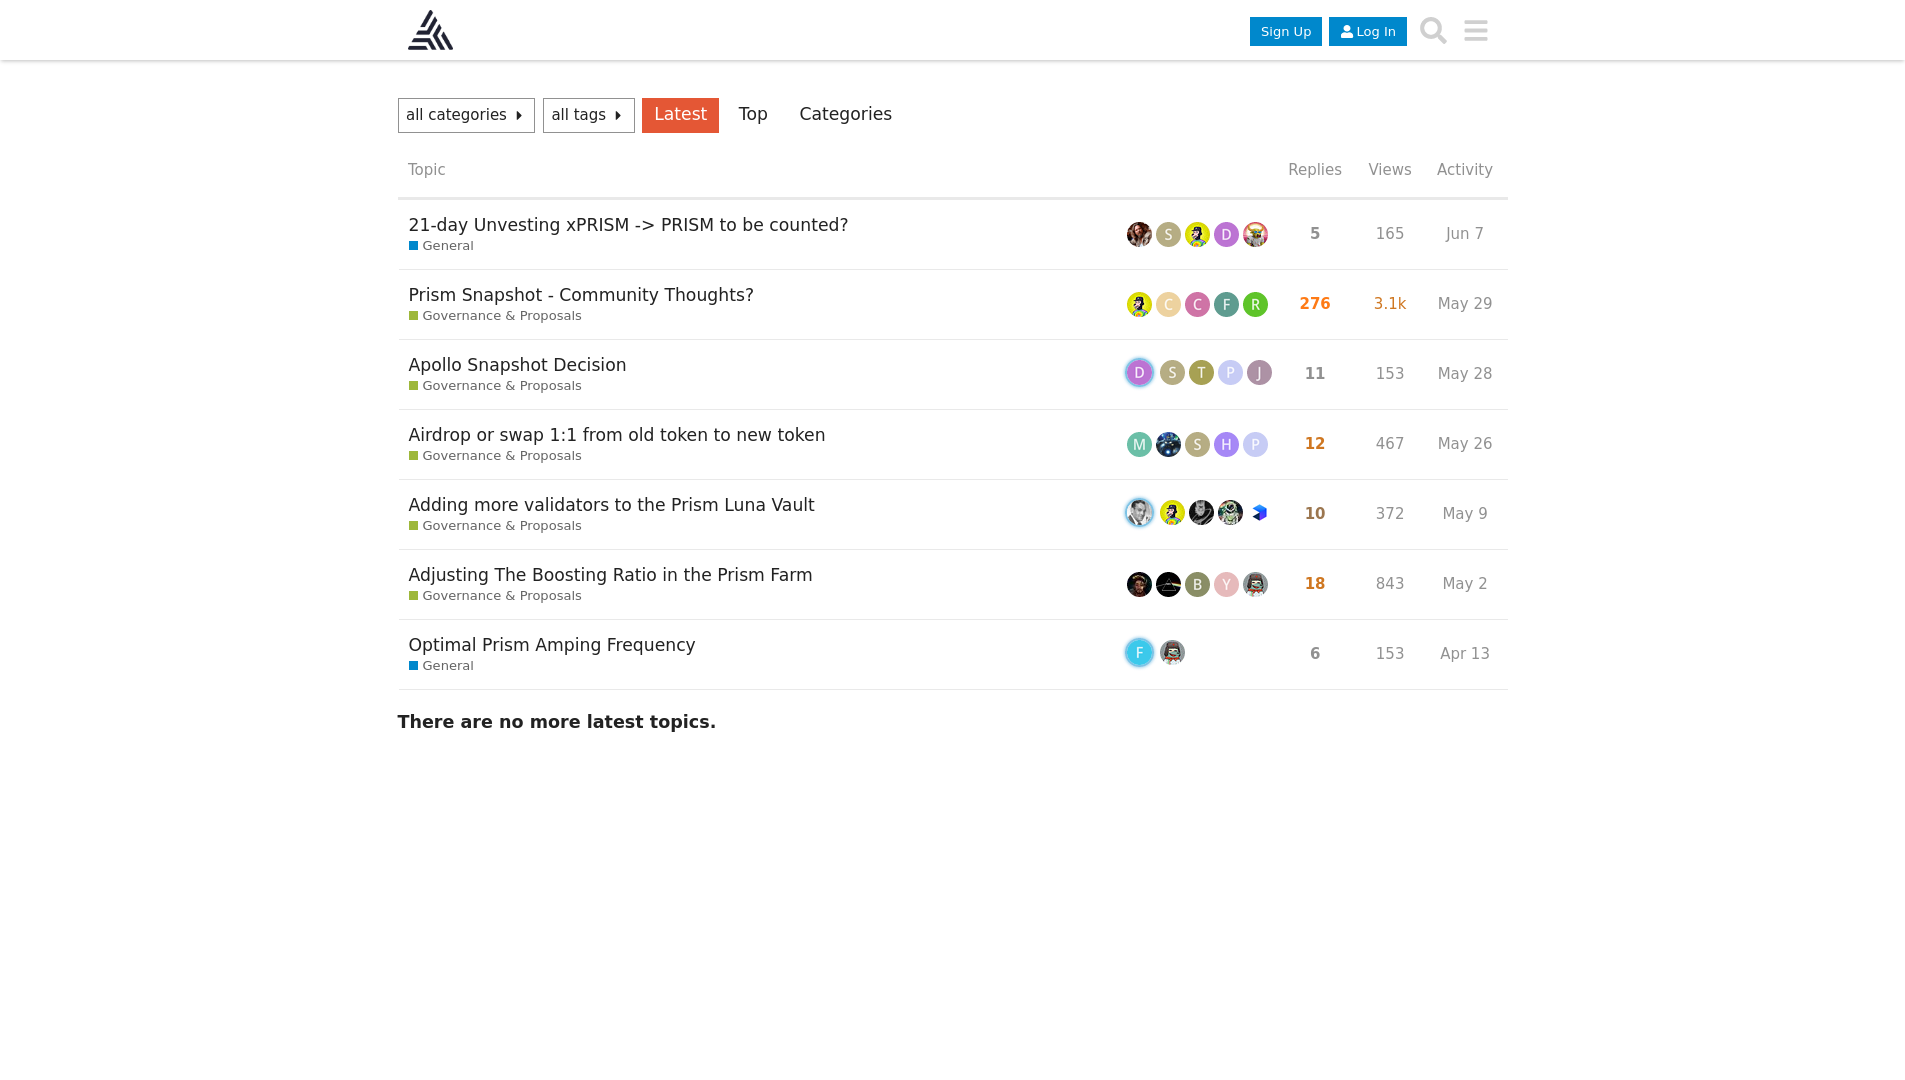 Sign Up Log In
all categories all tags Latest Top Categories
Topic Replies Views Activity
21-day Unvesting xPRISM -> PRISM to be counted?
General
S D
5 165 Jun 7
Prism Snapshot - Community Thoughts?
Governance & Proposals
C C F R
276 3.1k May 29
Apollo Snapshot Decision
Governance & Proposals
D S T P J
11 153 May 28
Airdrop or swap 1:1 from old token to new token
Governance & Proposals
M S H P
12 467 May 26
Adding more validators to the Prism Luna Vault
Governance & Proposals
10 372 May 9
Adjusting The Boosting Ratio in the Prism Farm
Governance & Proposals
B Y
18 843 May 2
Optimal Prism Amping Frequency
General
F
6 153 Apr 13
There are no more latest topics.